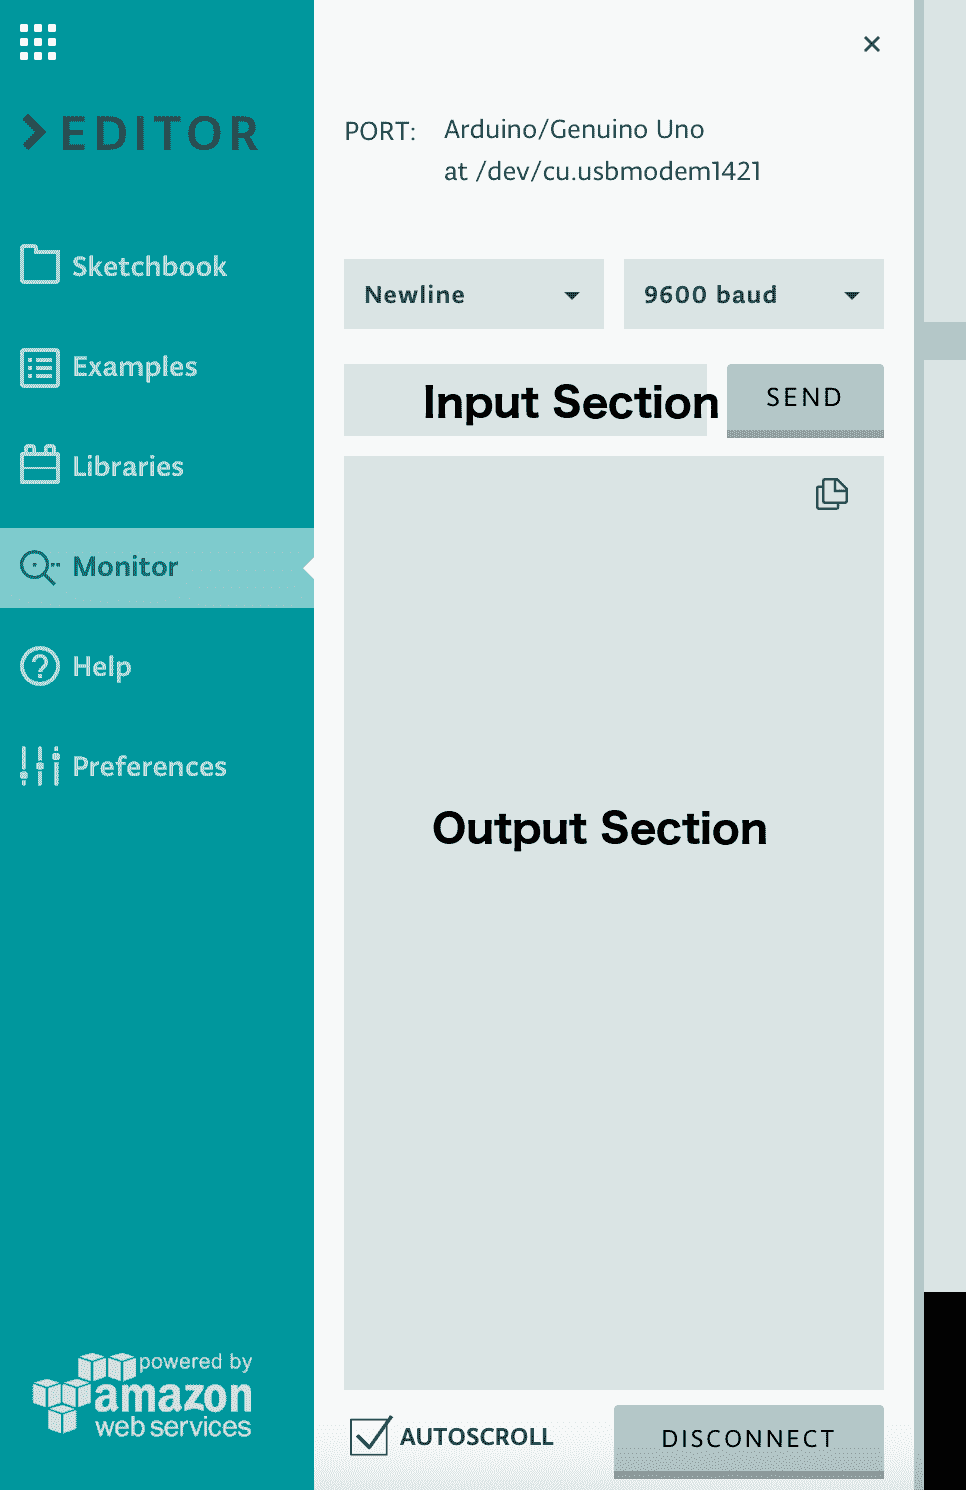 EDITOR
Sketchbook
Examples
Libraries
Monitor
Help
Preferences
powered by
amazon
web services
PORT: Arduino/Genuino Uno
at /dev/cu.usbmodem1421
Newline
9600 baud
Input Section
SEND
Output Section
AUTOSCROLL
DISCONNECT